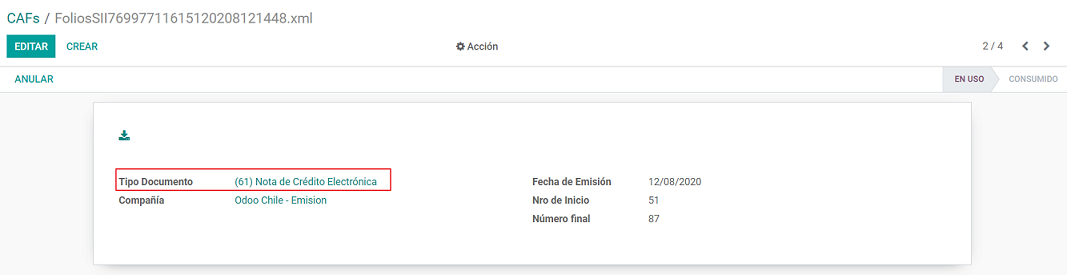 CAFs / FoliosSII76997711615120208121448.xml
EDITAR CREAR Acción 2 / 4
ANULAR EN USO CONSUMIDO
Tipo Documento (61) Nota de Crédito Electrónica Fecha de Emisión 12/08/2020
Compañía Odoo Chile - Emision Nro de Inicio 51
Número final 87